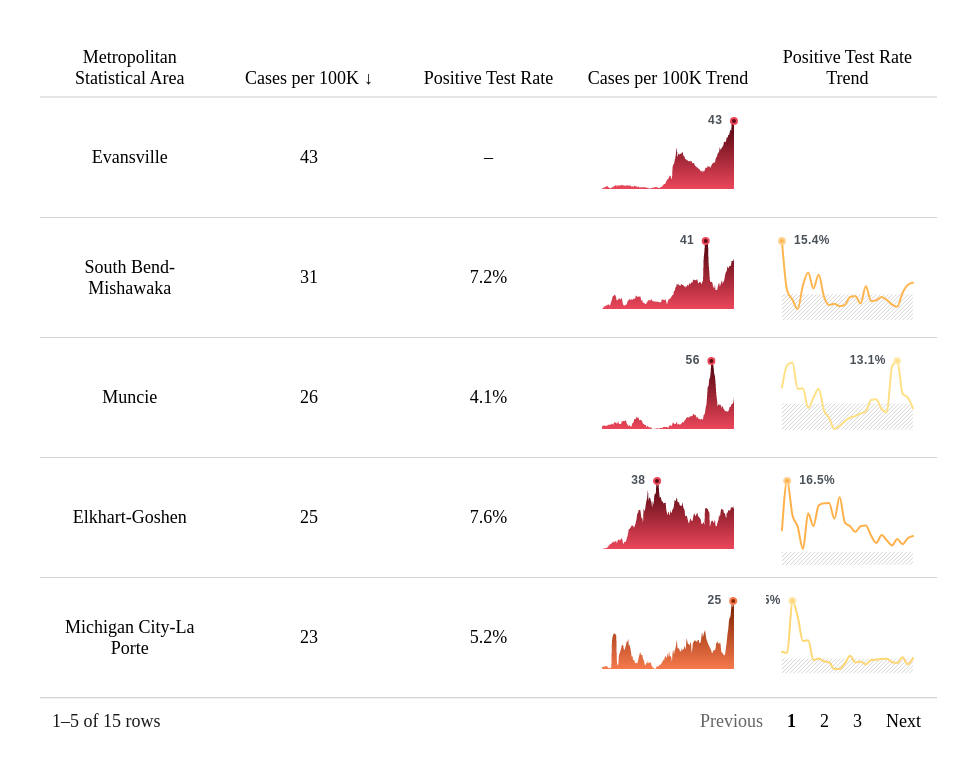 Metropolitan
Statistical Area
Cases per 100K ↓
Positive Test Rate
Cases per 100K Trend
Positive Test Rate
Trend
Evansville
43
–
43
South Bend-
Mishawaka
31
7.2%
41
15.4%
Muncie
26
4.1%
56
13.1%
Elkhart-Goshen
25
7.6%
38
16.5%
Michigan City-La
Porte
23
5.2%
25
5%
1–5 of 15 rows
Previous 1 2 3 Next